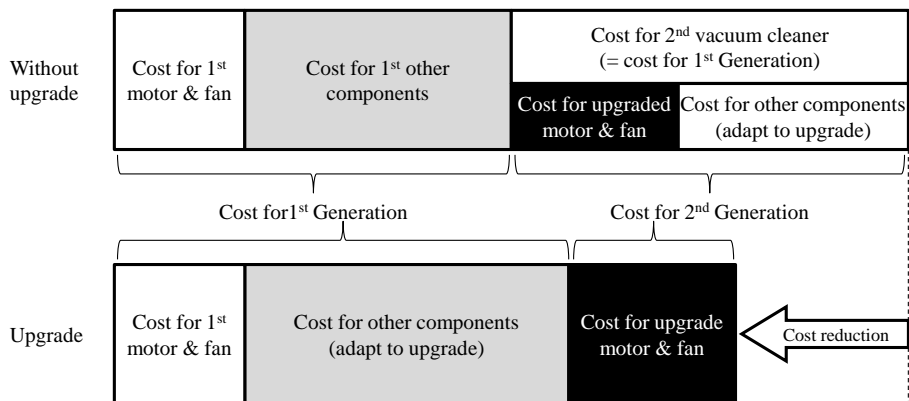 Without
upgrade
Cost for 1st
motor & fan
Cost for 1st other
components
Cost for 2nd vacuum cleaner
(= cost for 1st Generation)
Cost for upgraded
motor & fan
Cost for other components
(adapt to upgrade)
Cost for1st Generation
Cost for 2nd Generation
Upgrade
Cost for 1st
motor & fan
Cost for other components
(adapt to upgrade)
Cost for upgrade
motor & fan
Cost reduction